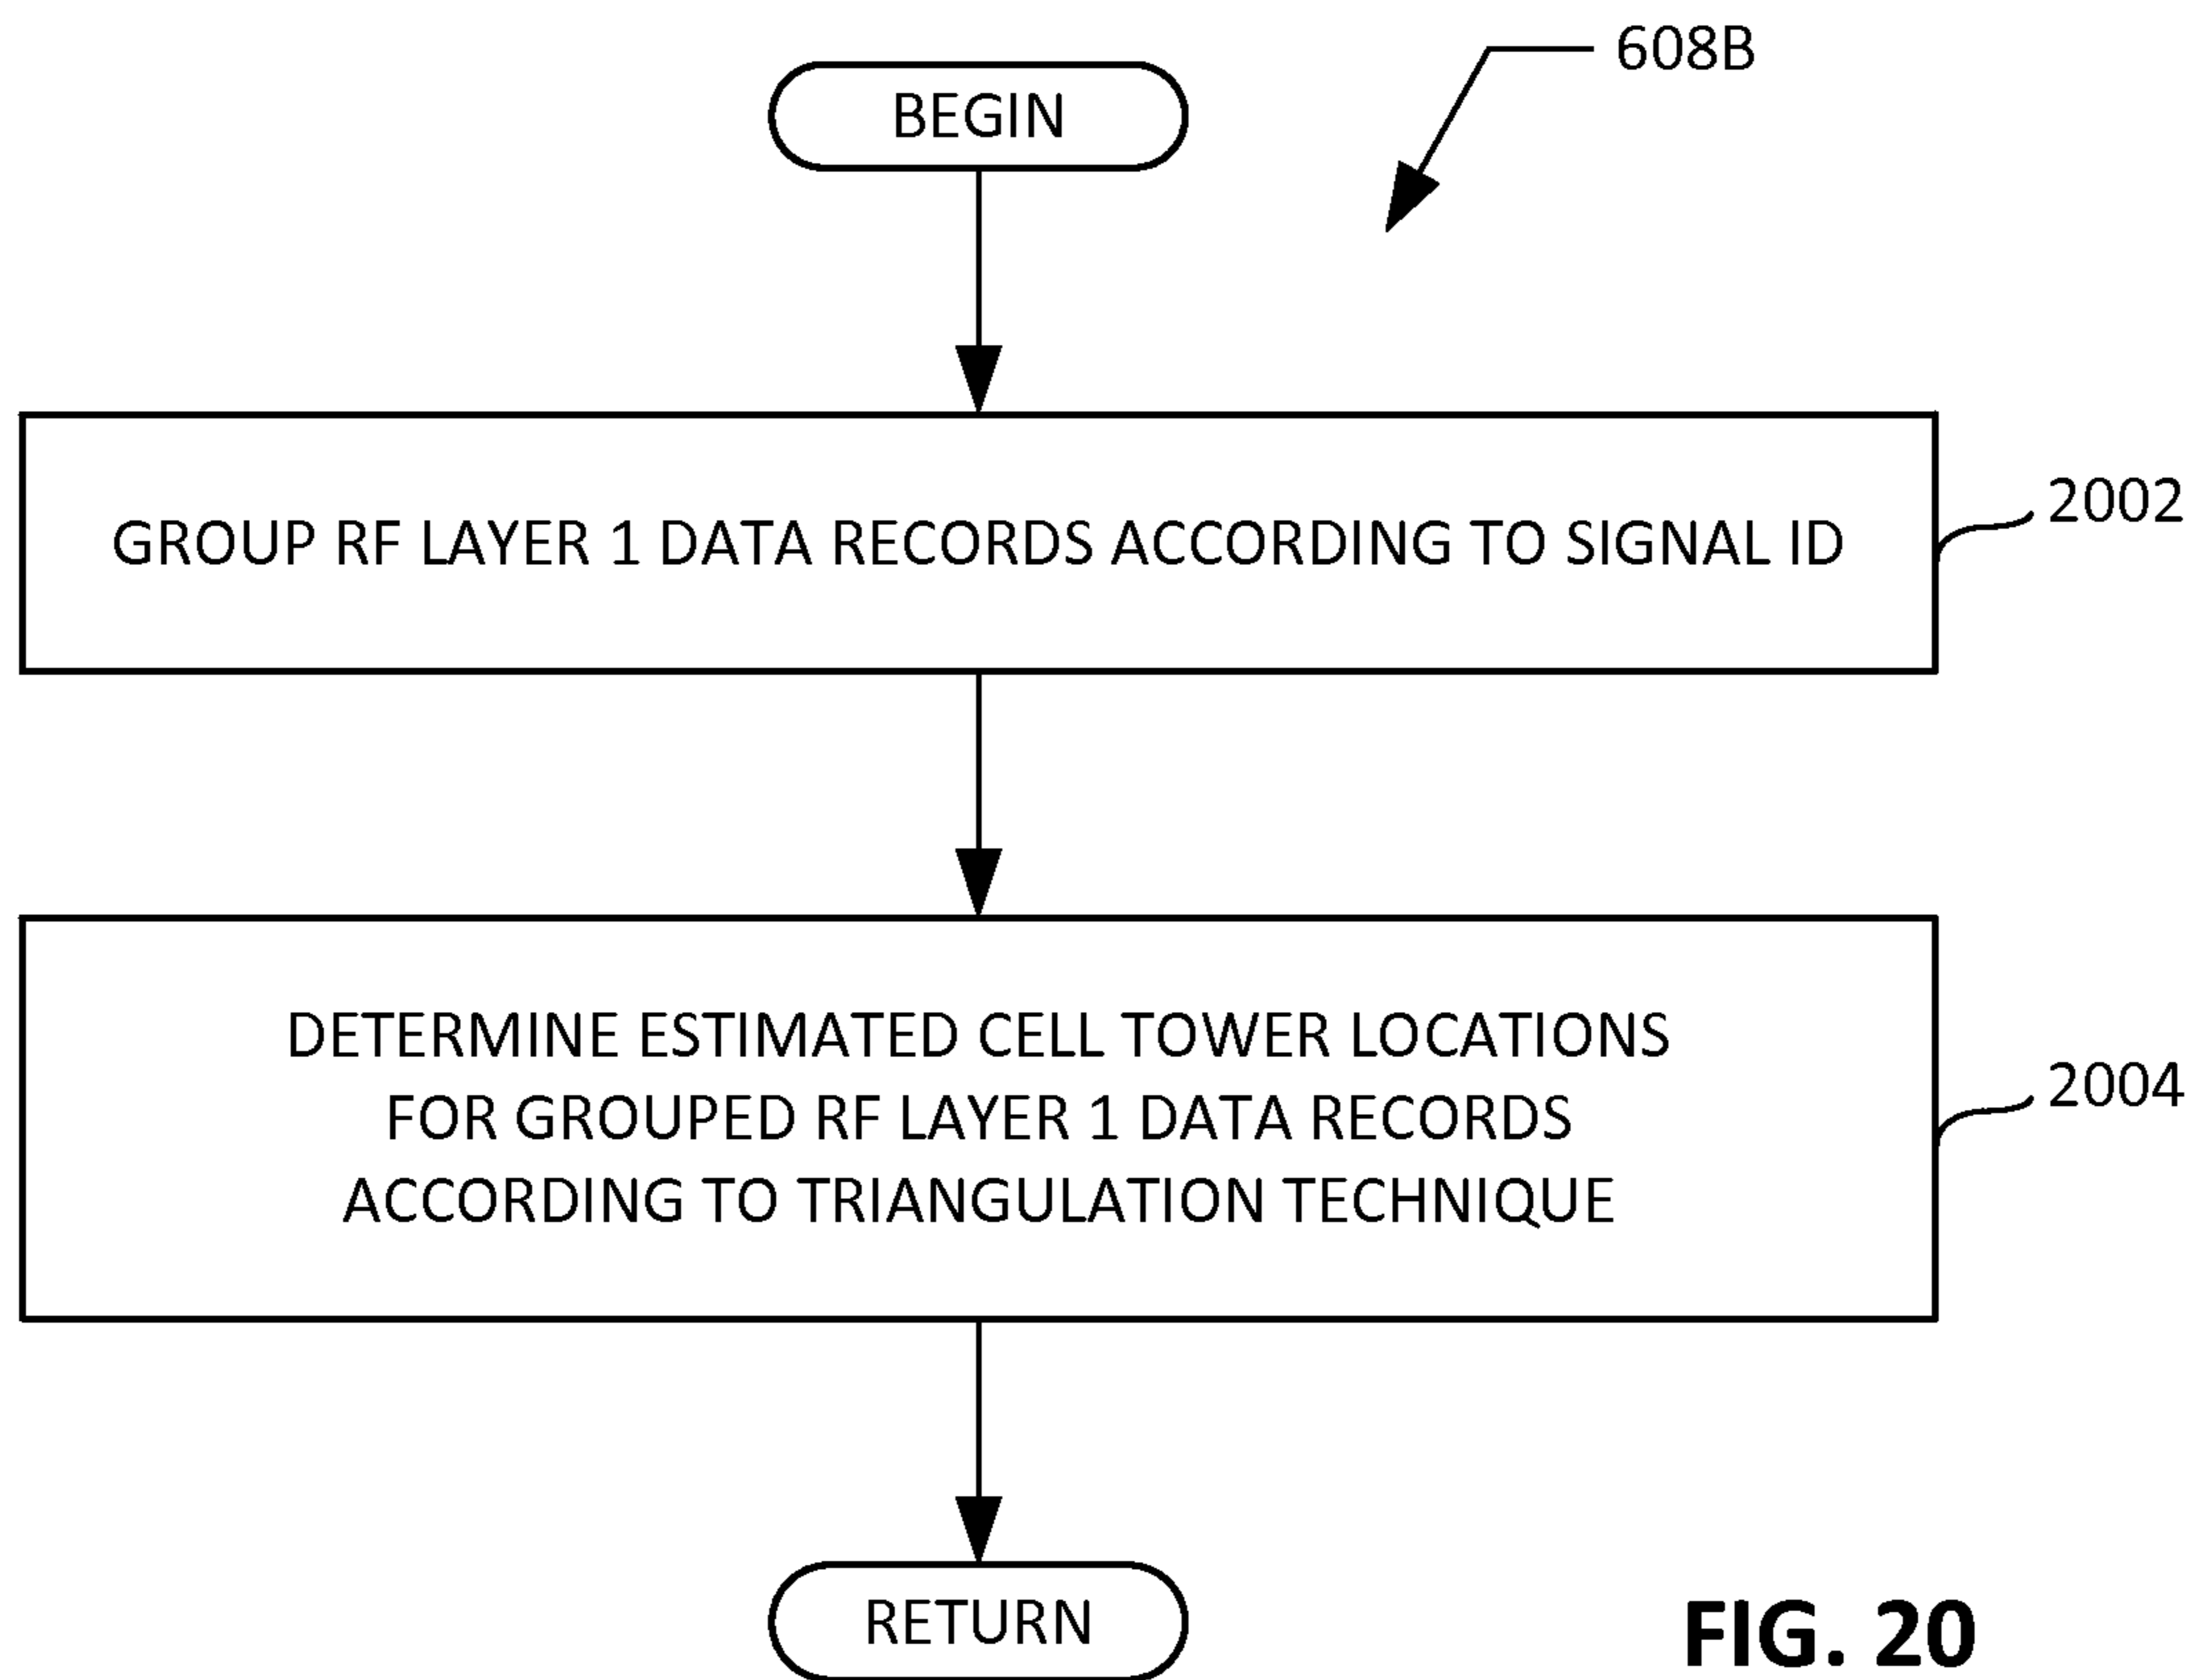 608B
BEGIN
GROUP RF LAYER 1 DATA RECORDS ACCORDING TO SIGNAL ID
2002
DETERMINE ESTIMATED CELL TOWER LOCATIONS
FOR GROUPED RF LAYER 1 DATA RECORDS
ACCORDING TO TRIANGULATION TECHNIQUE
2004
RETURN
FIG. 20